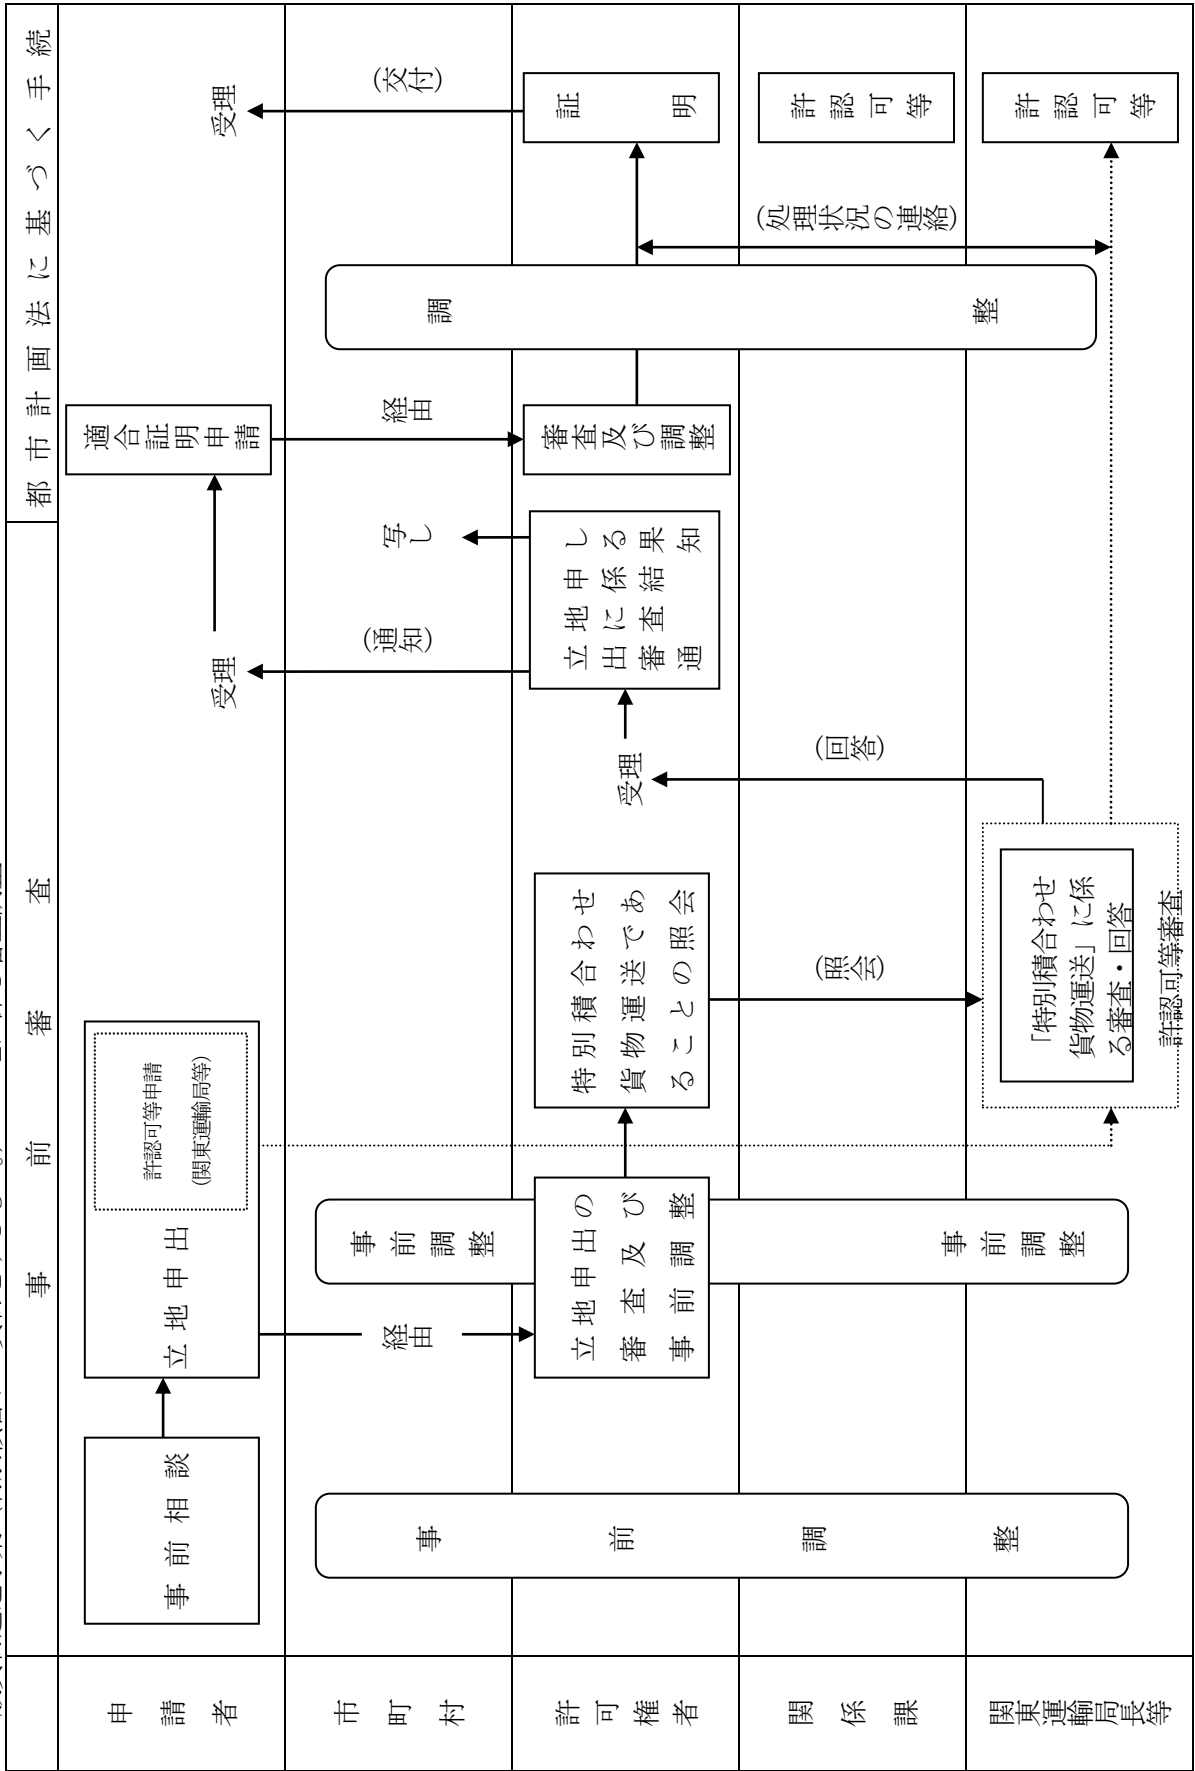 事前審査
都市計画法に基づく手続
申請者
事前相談
立地申出
許認可等申請
(関東運輸局等)
受理
適合証明申請
受理
市町村
事前調整
事前調整
経由
(通知)
写し
経由
調整
(交付)
許可権者
立地申出の
審査及び
事前調整
特別積合わせ
貨物運送であ
ることの照会
受理
立地申し
出に係る
審査結果
通知
審査及び調整
証明
関係課
事前調整
(照会)
(回答)
(処理状況の連絡)
許認可等
関東運輸局長等
「特別積合わせ
貨物運送」に係
る審査・回答
許認可等審査
許認可等